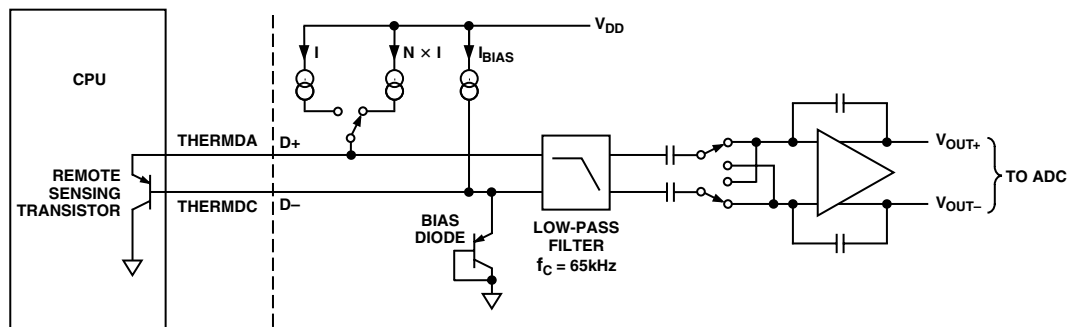 V_DD
I
N × I
I_BIAS
CPU
THERMDA
D+
REMOTE
SENSING
TRANSISTOR
THERMDC
D–
BIAS
DIODE
LOW-PASS
FILTER
f_C = 65kHz
V_OUT+
TO ADC
V_OUT–